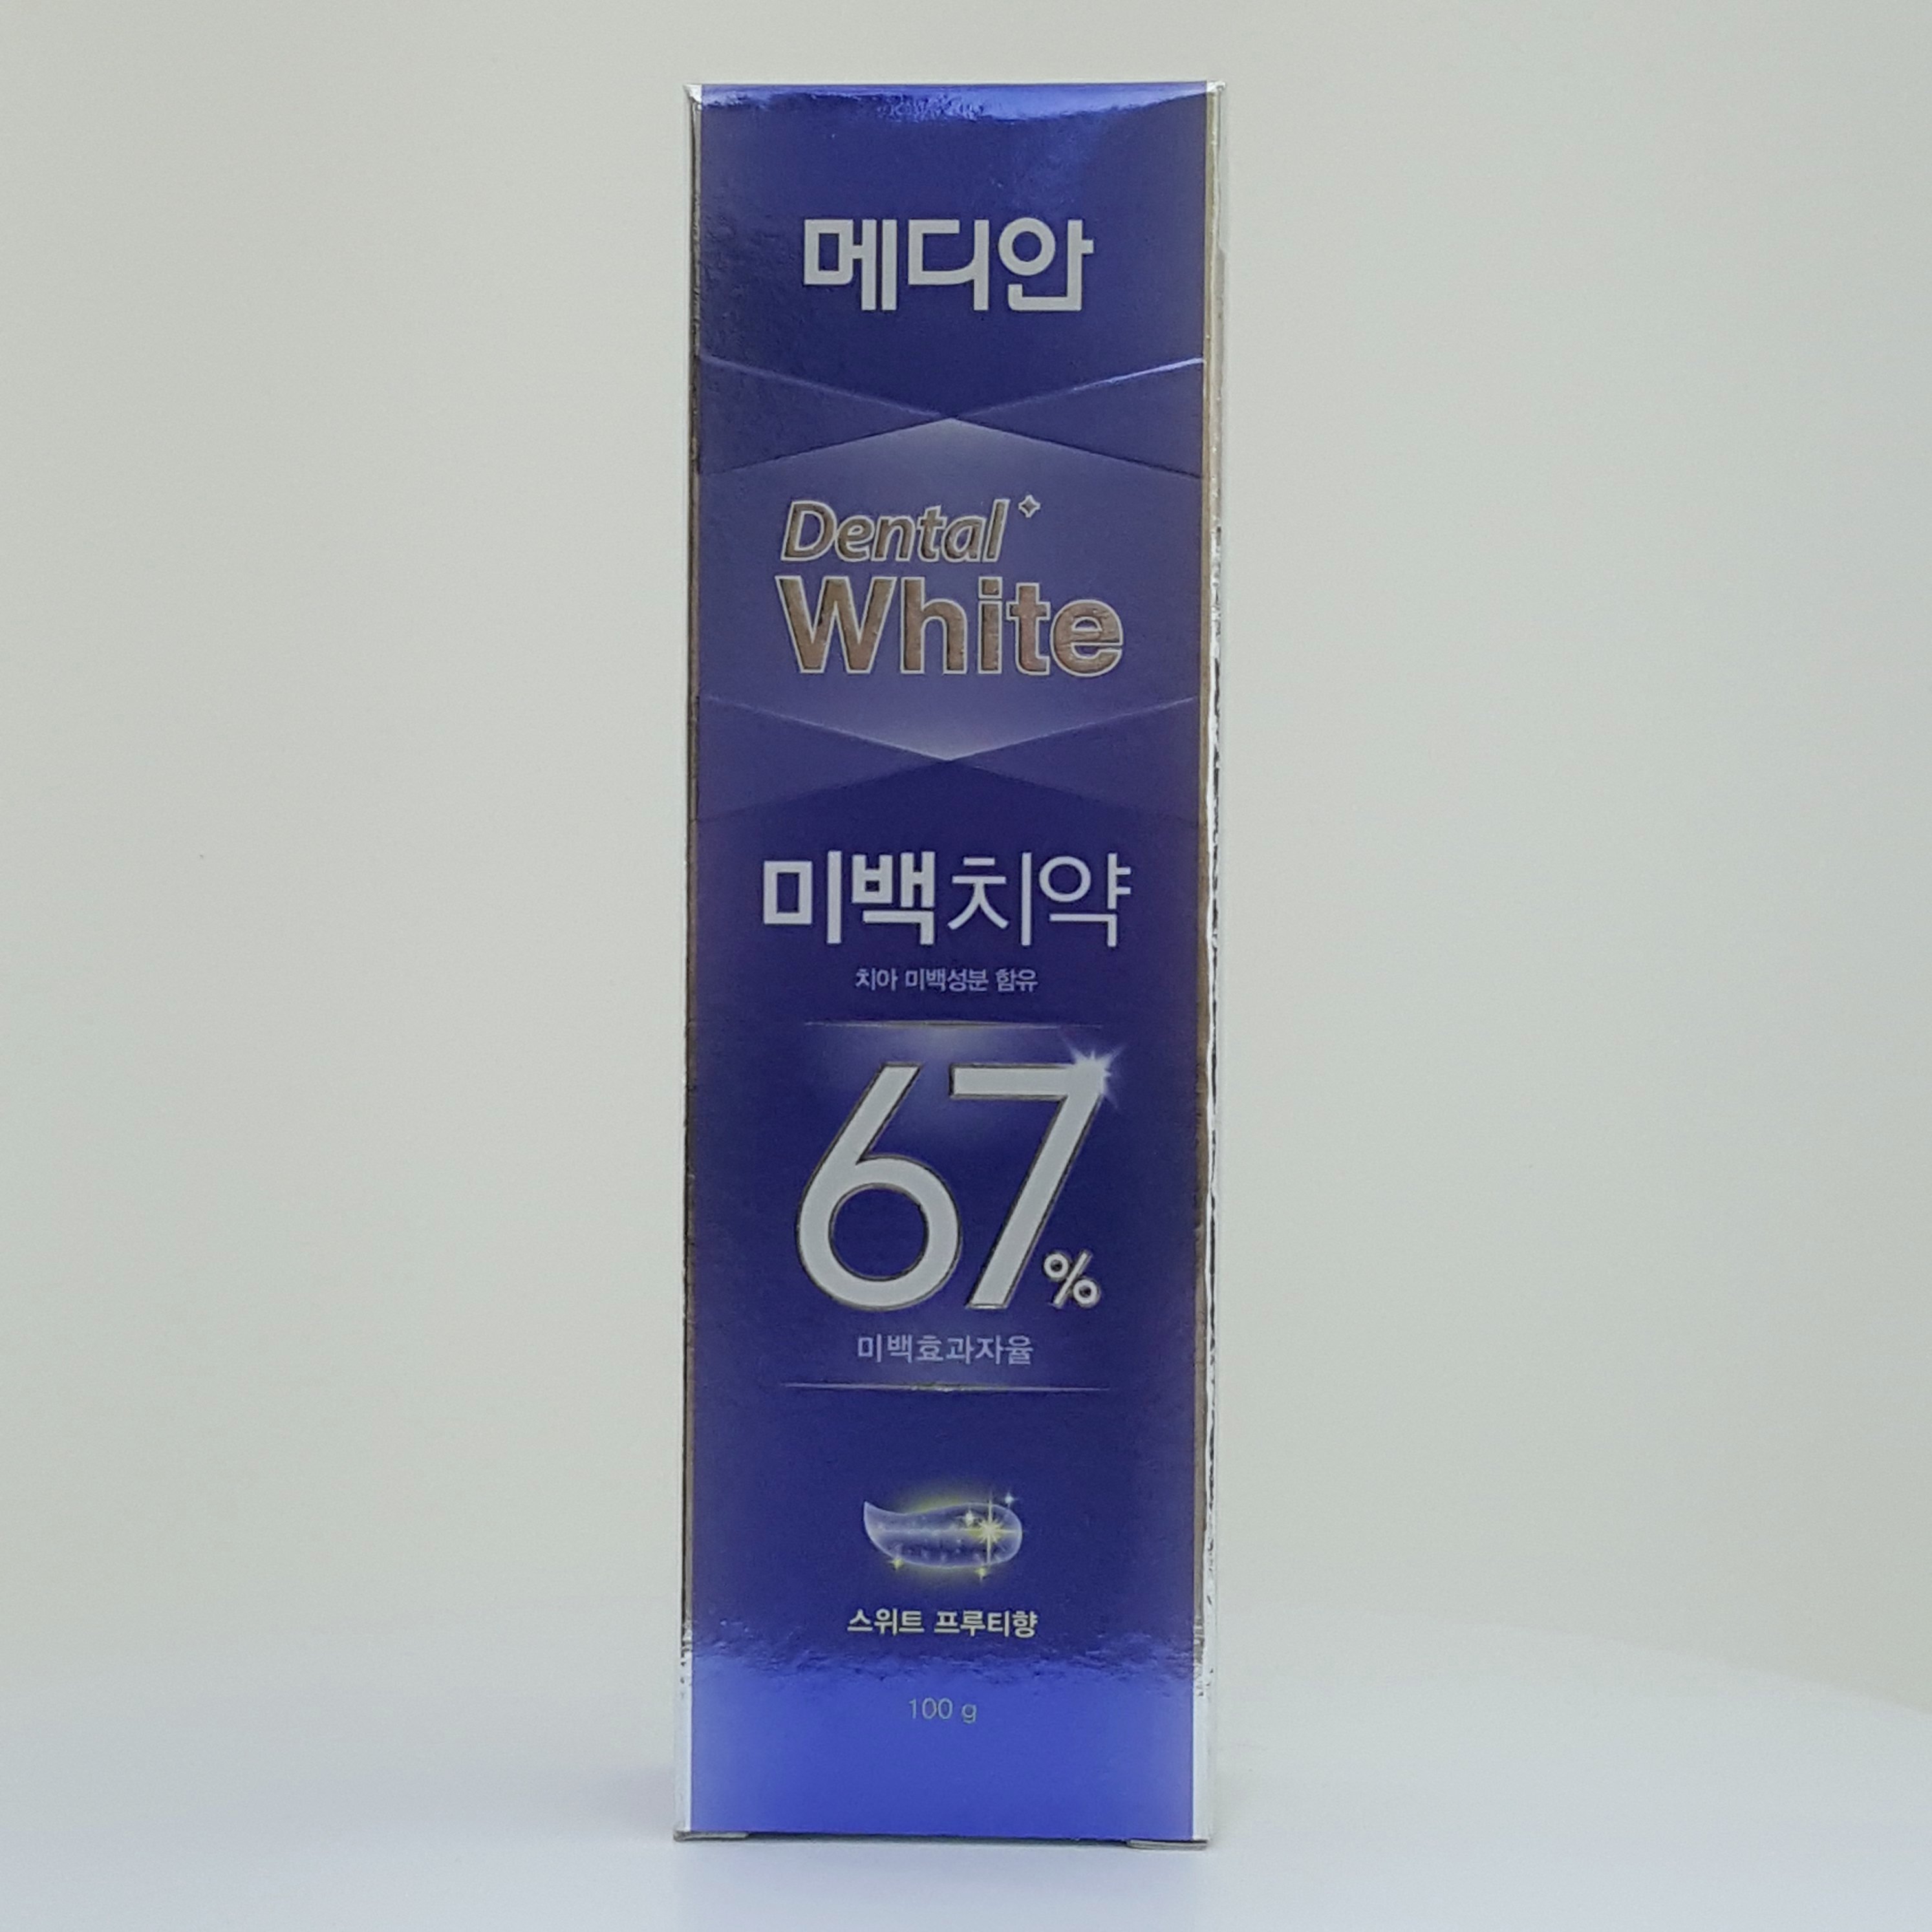 메디안
Dental
White
미백치약
치아 미백성분 함유
67%
미백효과자율
스위트 프루티향
100 g